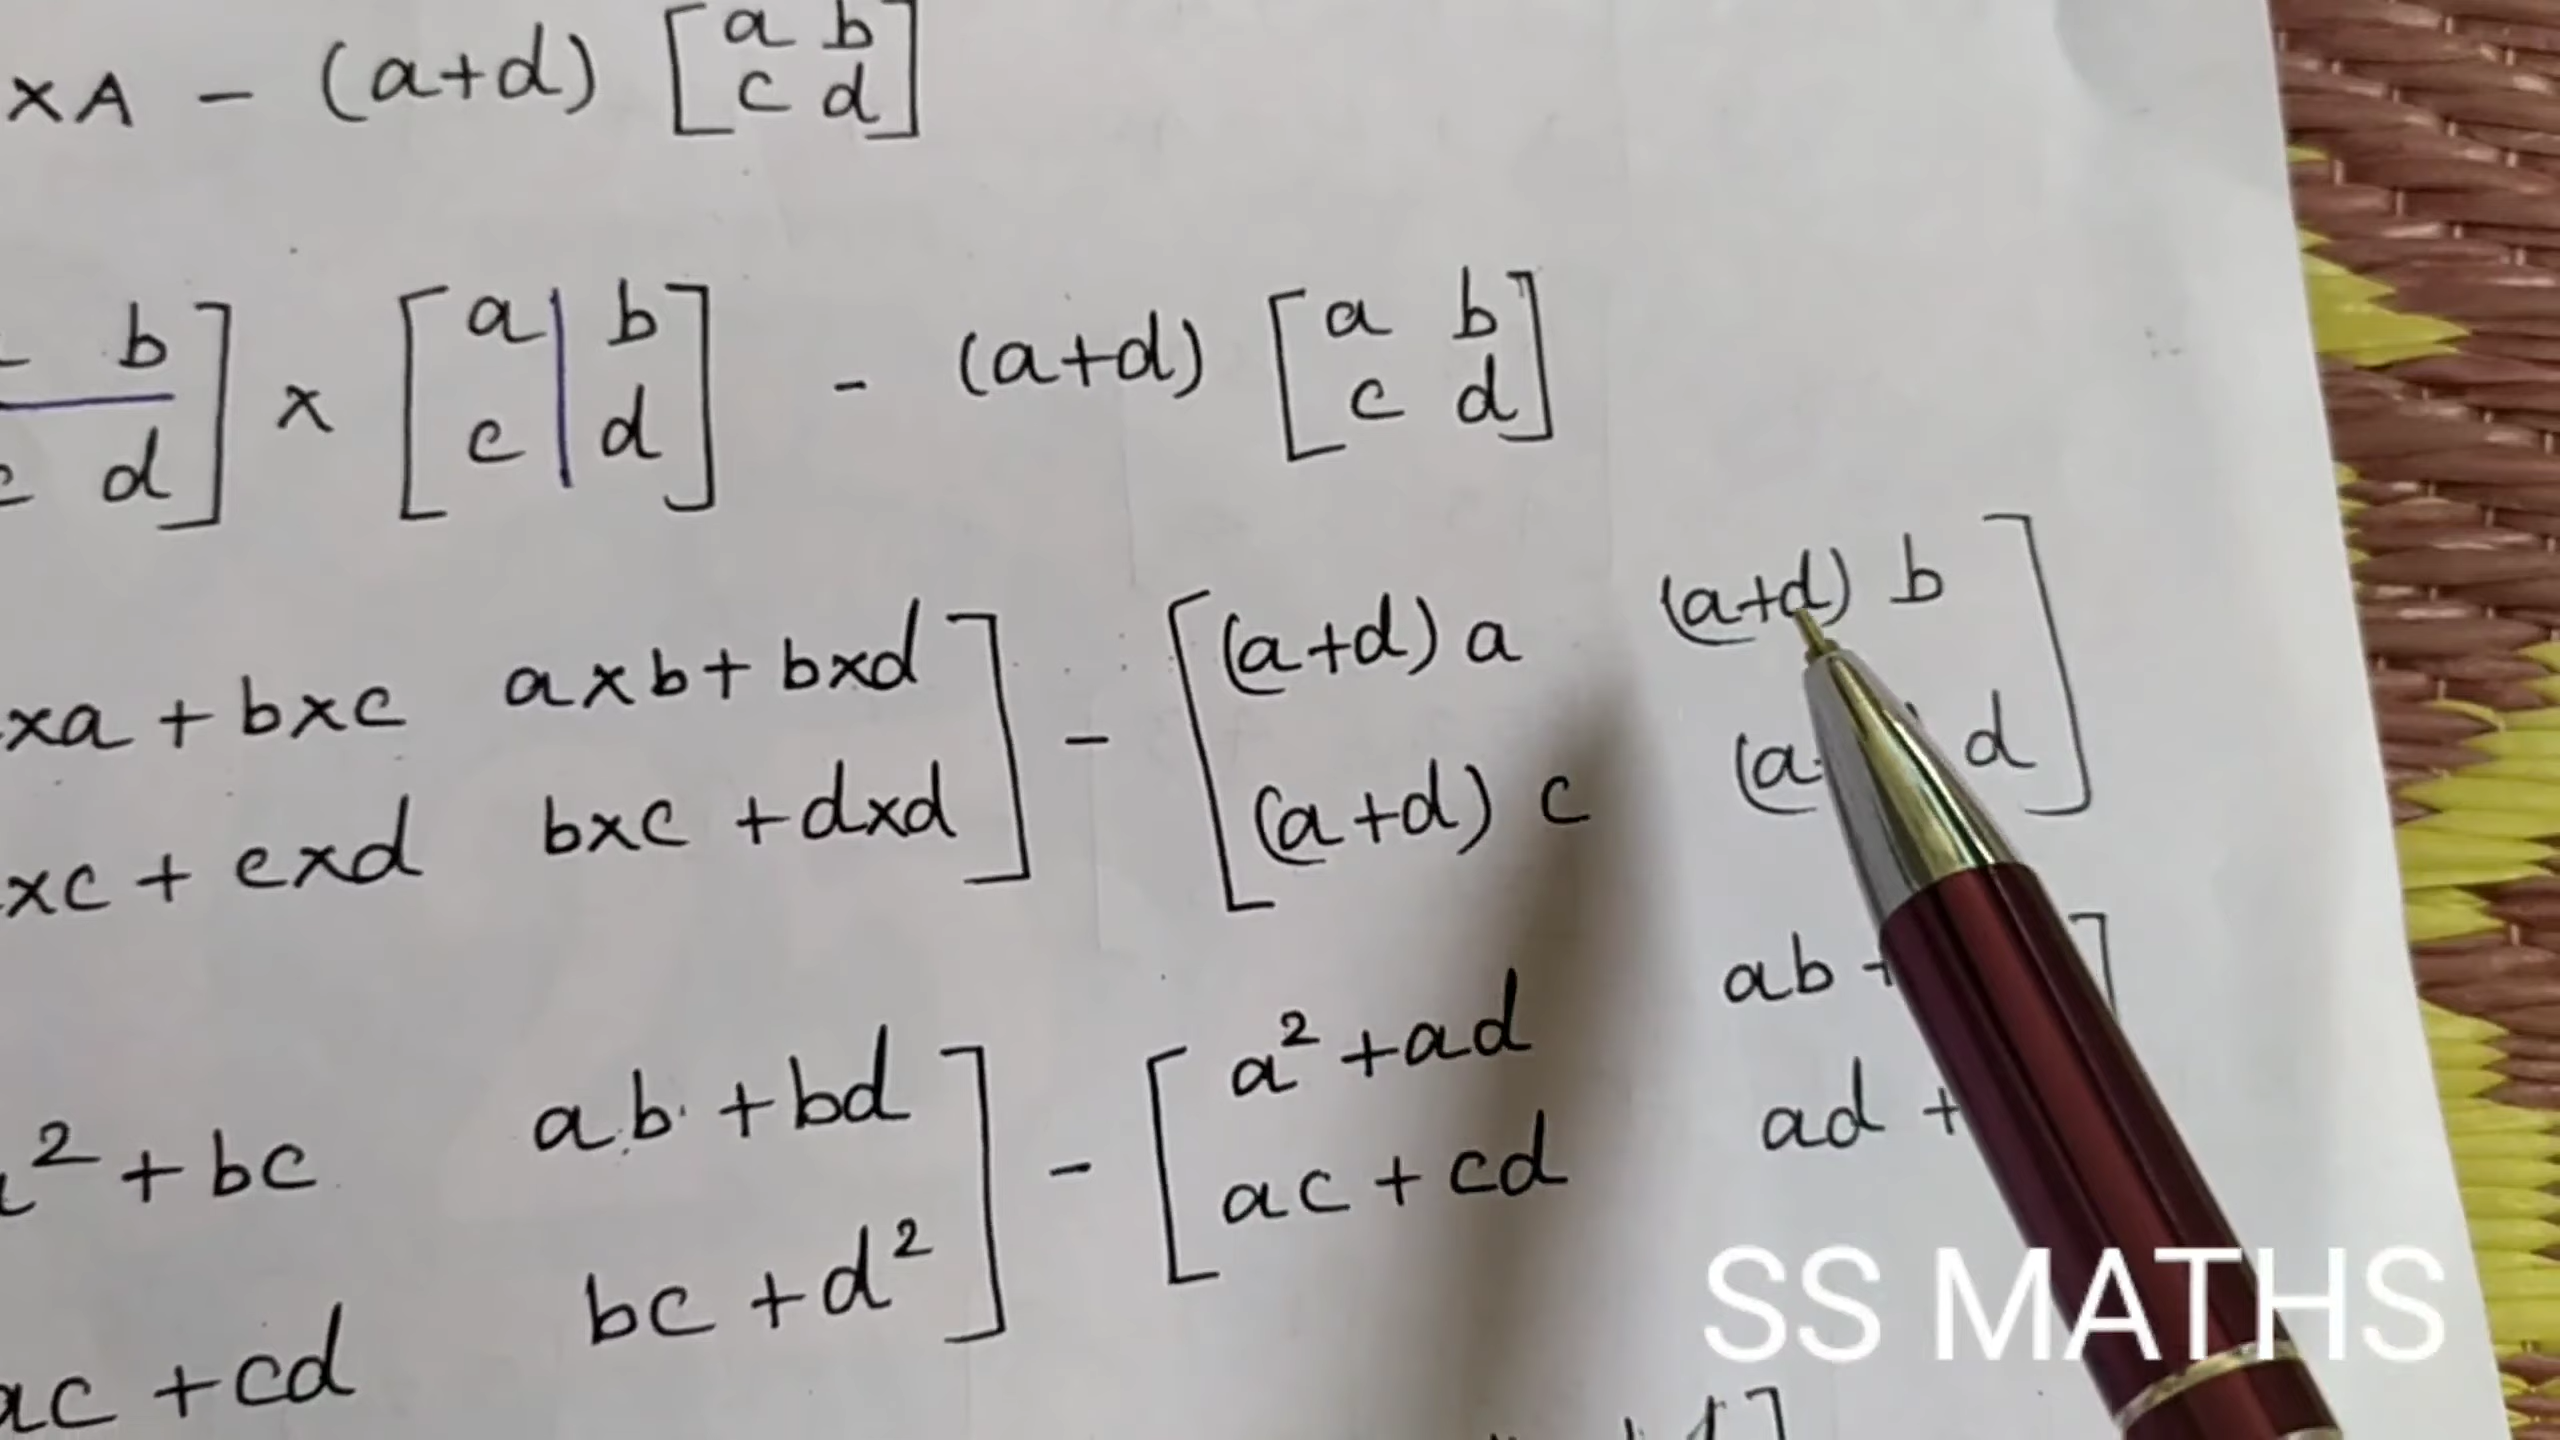 xA - (a+d) [a b
c d]
b
d] x [a | b
c | d] - (a+d) [a b
c d]
xa + bxc axb + bxd
xc + cxd bxc + dxd] - [(a+d) a (a+d) b
(a+d) c (a d]
² + bc ab + bd
ac + cd bc + d²] - [a² + ad ab +
ac + cd ad +
SS MATHS